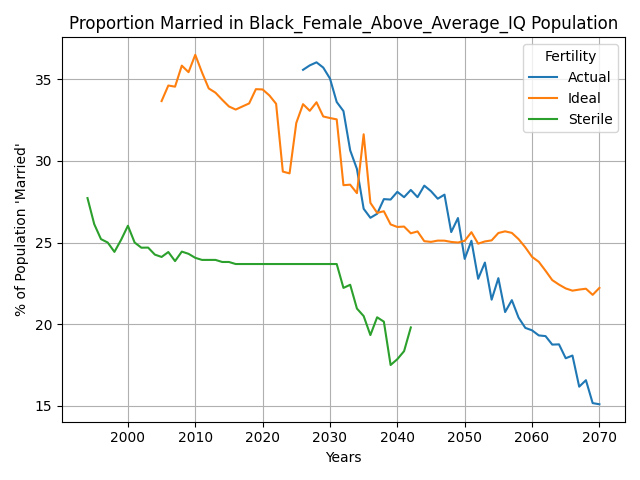 Proportion Married in Black_Female_Above_Average_IQ Population
Fertility
Actual
Ideal
Sterile
% of Population 'Married'
35
30
25
20
15
2000 2010 2020 2030 2040 2050 2060 2070
Years